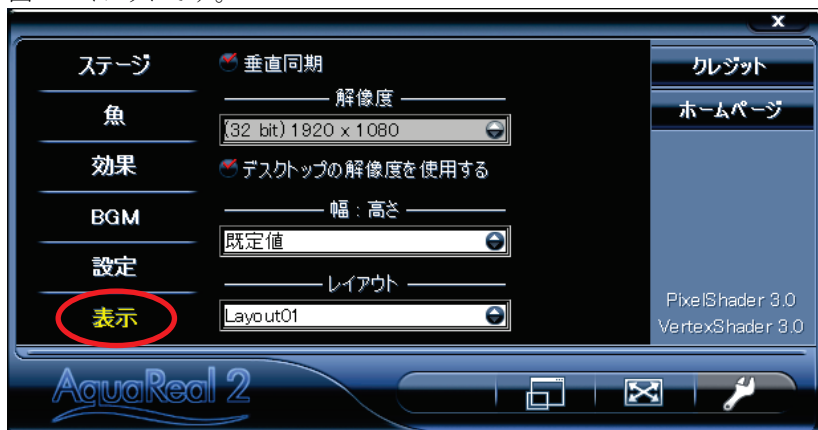 x
ステージ
魚
効果
BGM
設定
表示
垂直同期
解像度
(32 bit) 1920 x 1080
デスクトップの解像度を使用する
幅 : 高さ
既定値
レイアウト
Layout01
クレジット
ホームページ
PixelShader 3.0
VertexShader 3.0
AquaReal 2